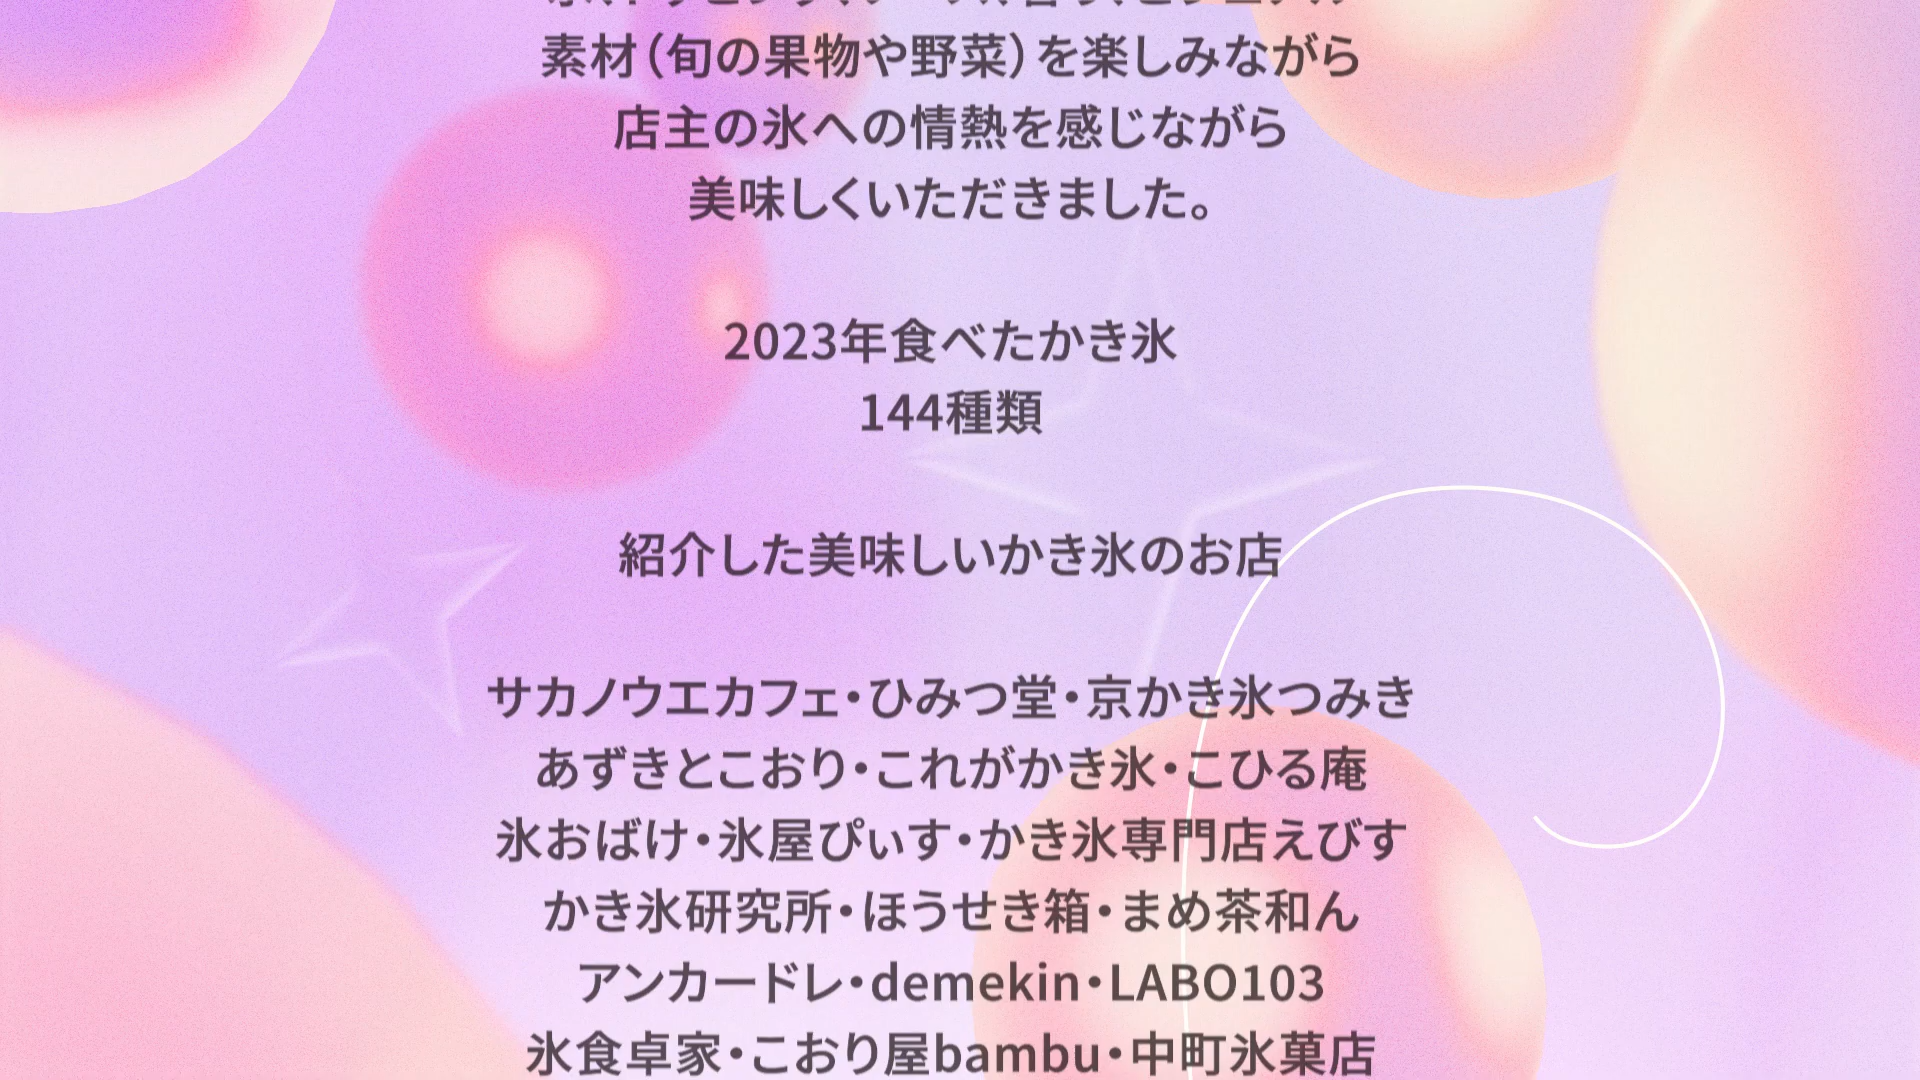 素材（旬の果物や野菜）を楽しみながら
店主の氷への情熱を感じながら
美味しくいただきました。
2023年食べたかき氷
144種類
紹介した美味しいかき氷のお店
サカノウエカフェ・ひみつ堂・京かき氷つみき
あずきとこおり・これがかき氷・こひる庵
氷おばけ・氷屋ぴぃす・かき氷専門店えびす
かき氷研究所・ほうせき箱・まめ茶和ん
アンカードレ・demekin・LABO103
氷食卓家・こおり屋bambu・中町氷菓店